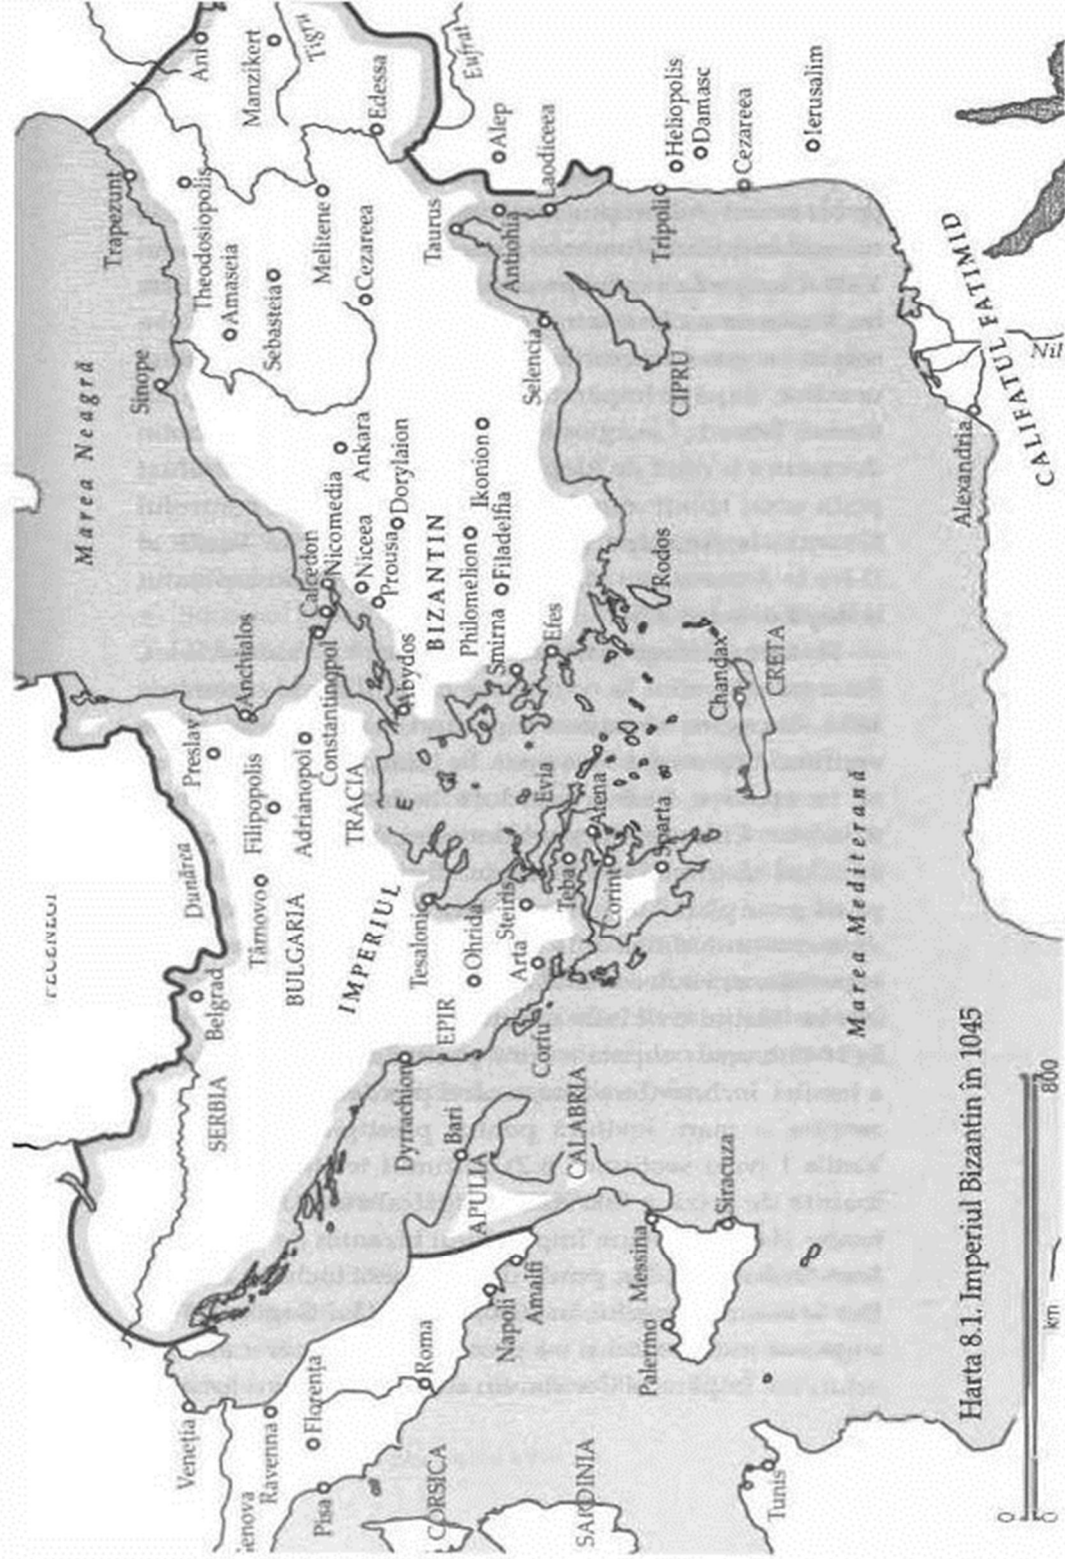 Marea Neagră
Trapezunt
Ani
Manzikert
Tigru
Theodosiopolis
Amaseia
Sebasteia
Melitene
Cezarea
Edessa
Eufrat
Sinope
Taurus
Alep
Antiohia
Laodiceea
Selencia
CIPRU
Tripoli
Heliopolis
Damasc
Cezareea
Ierusalim
CALIFATUL FATIMID
Nil
Alexandria
Ankara
Nicomedia
Calcedon
Niceea
Prousa
Dorylaion
BIZANTIN
Philomelion
Ikonion
Filadelfia
Smirna
Efes
Rodos
Abydos
Constantinopol
Anchialos
Preslav
Filipopolis
Adrianopol
TRACIA
E
Dunărea
Târnovo
BULGARIA
Belgrad
SERBIA
IMPERIUL
Tesalonic
Ohrida
Steiris
EPIR
Arta
Corfu
Teba
Corint
Atena
Evia
Sparta
Chandax
CRETA
Marea Mediterană
Dyrrachion
Bari
APULIA
CALABRIA
Messina
Siracuza
Palermo
Napoli
Amalfi
Roma
Florența
Veneția
Ravenna
enova
Pisa
CORSICA
SARDINIA
Tunis
Harta 8.1. Imperiul Bizantin în 1045
0 800
0 km